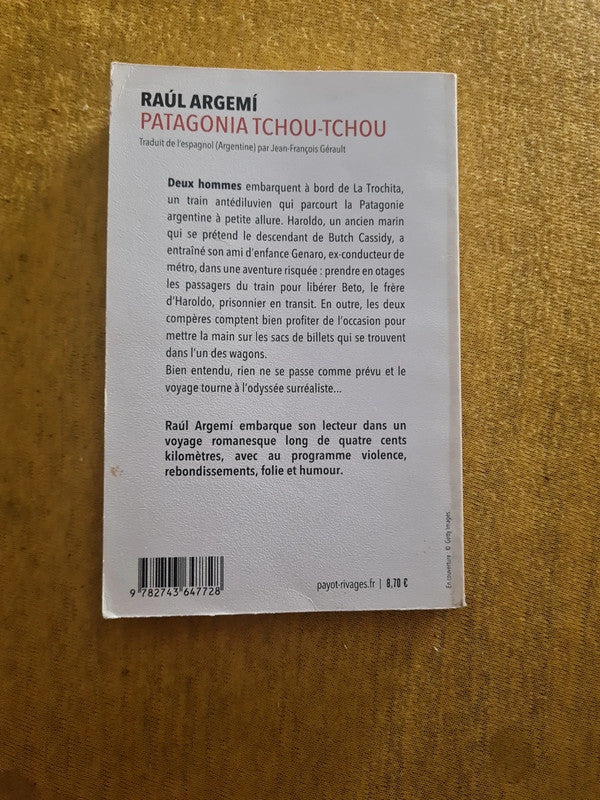 RAÚL ARGEMÍ
PATAGONIA TCHOU-TCHOU
Traduit de l'espagnol (Argentine) par Jean-François Gérault
Deux hommes embarquent à bord de La Trochita,
un train antédiluvien qui parcourt la Patagonie
argentine à petite allure. Haroldo, un ancien marin
qui se prétend le descendant de Butch Cassidy, a
entraîné son ami d'enfance Genaro, ex-conducteur de
métro, dans une aventure risquée : prendre en otages
les passagers du train pour libérer Beto, le frère
d'Haroldo, prisonnier en transit. En outre, les deux
compères comptent bien profiter de l'occasion pour
mettre la main sur les sacs de billets qui se trouvent
dans l'un des wagons.
Bien entendu, rien ne se passe comme prévu et le
voyage tourne à l'odyssée surréaliste...
Raúl Argemí embarque son lecteur dans un
voyage romanesque long de quatre cents
kilomètres, avec au programme violence,
rebondissements, folie et humour.
En couverture : © Getty Images
payot-rivages.fr | 8,70 €
9 782743 647728